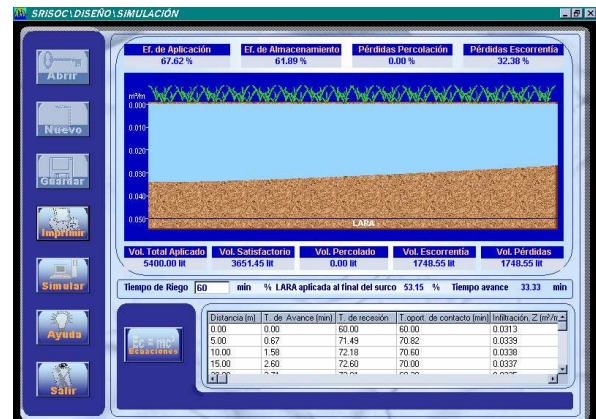 SRISOC\DISEÑO\SIMULACIÓN
Abrir
Nuevo
Guardar
Imprimir
Simular
Ayuda
Salir
Ef. de Aplicación Ef. de Almacenamiento Pérdidas Percolación Pérdidas Escorrentía
67.62 % 61.89 % 0.00 % 32.38 %
m³/m
0.000
0.010
0.020
0.030
0.040
0.050
LARA
Vol. Total Aplicado Vol. Satisfactorio Vol. Percolado Vol. Escorrentía Vol. Pérdidas
5400.00 lit 3651.45 lit 0.00 lit 1748.55 lit 1748.55 lit
Tiempo de Riego 60 min % LARA aplicada al final del surco 53.15 % Tiempo avance 33.33 min
Ec = mc²
Ecuaciones
Distancia (m) T. de Avance (min) T. de recesión T.oport. de contacto (min) Infiltración, Z (m³/m
0.00 0.00 60.00 60.00 0.0313
5.00 0.67 71.49 70.82 0.0339
10.00 1.58 72.18 70.60 0.0338
15.00 2.60 72.60 70.00 0.0337